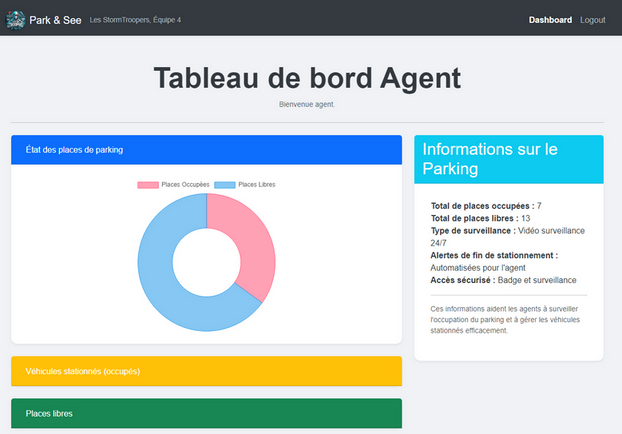 Park & See
Les StormTroopers, Équipe 4
Dashboard
Logout
Tableau de bord Agent
Bienvenue agent.
État des places de parking
Places Occupées
Places Libres
Véhicules stationnés (occupés)
Places libres
Informations sur le
Parking
Total de places occupées : 7
Total de places libres : 13
Type de surveillance : Vidéo surveillance
24/7
Alertes de fin de stationnement :
Automatisées pour l'agent
Accès sécurisé : Badge et surveillance
Ces informations aident les agents à surveiller
l'occupation du parking et à gérer les véhicules
stationnés efficacement.